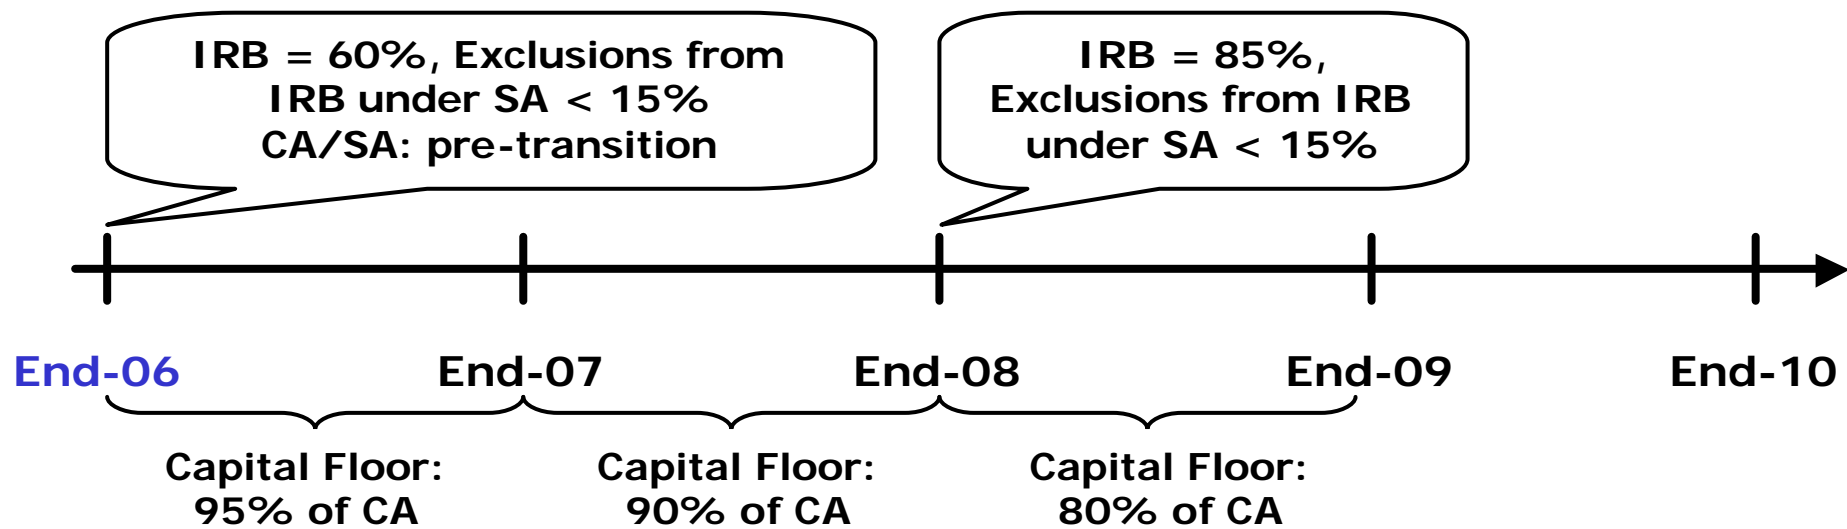 IRB = 60%, Exclusions from
IRB under SA < 15%
CA/SA: pre-transition
IRB = 85%,
Exclusions from IRB
under SA < 15%
End-06
End-07
End-08
End-09
End-10
Capital Floor:
95% of CA
Capital Floor:
90% of CA
Capital Floor:
80% of CA